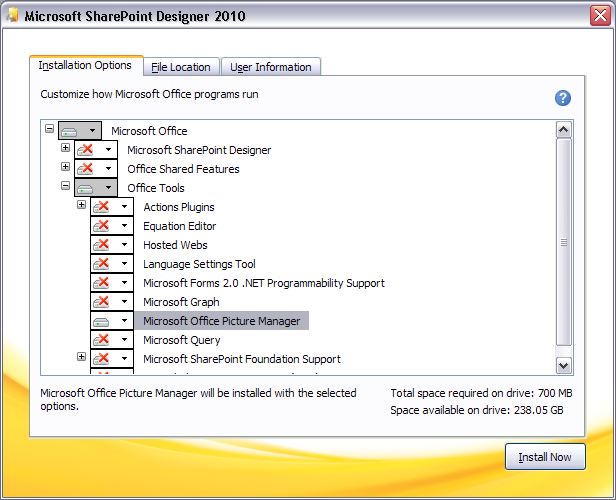 Microsoft SharePoint Designer 2010
Installation Options File Location User Information
Customize how Microsoft Office programs run
?
Microsoft Office
Microsoft SharePoint Designer
Office Shared Features
Office Tools
Actions Plugins
Equation Editor
Hosted Webs
Language Settings Tool
Microsoft Forms 2.0 .NET Programmability Support
Microsoft Graph
Microsoft Office Picture Manager
Microsoft Query
Microsoft SharePoint Foundation Support
Microsoft Office Picture Manager will be installed with the selected
options.
Total space required on drive: 700 MB
Space available on drive: 238.05 GB
Install Now